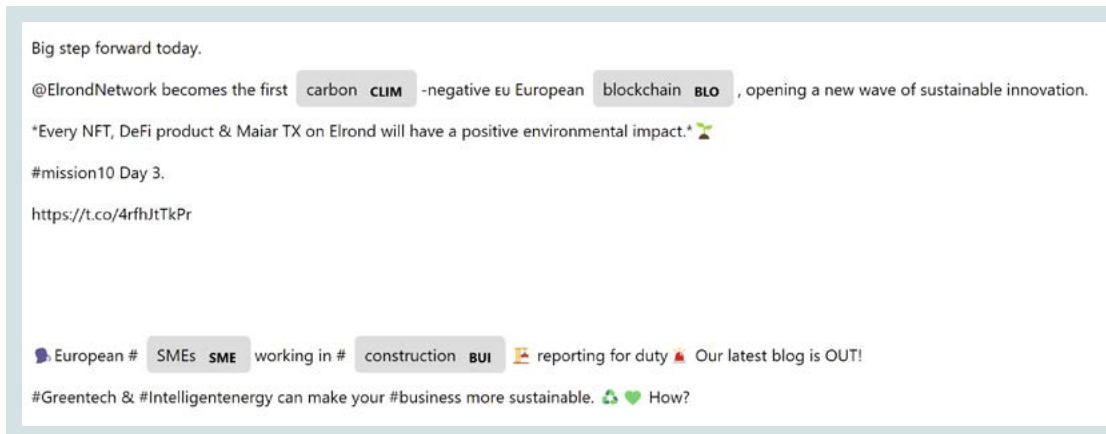 Big step forward today.
@ElrondNetwork becomes the first carbon CLIM -negative EU European blockchain BLO , opening a new wave of sustainable innovation.
*Every NFT, DeFi product & Maiar TX on Elrond will have a positive environmental impact.* 🌱
#mission10 Day 3.
https://t.co/4rfhJtTkPr
🗣European # SMEs SME working in # construction BUI 🏗 reporting for duty 🚨 Our latest blog is OUT!
#Greentech & #Intelligentenergy can make your #business more sustainable. ♻ 💚 How?